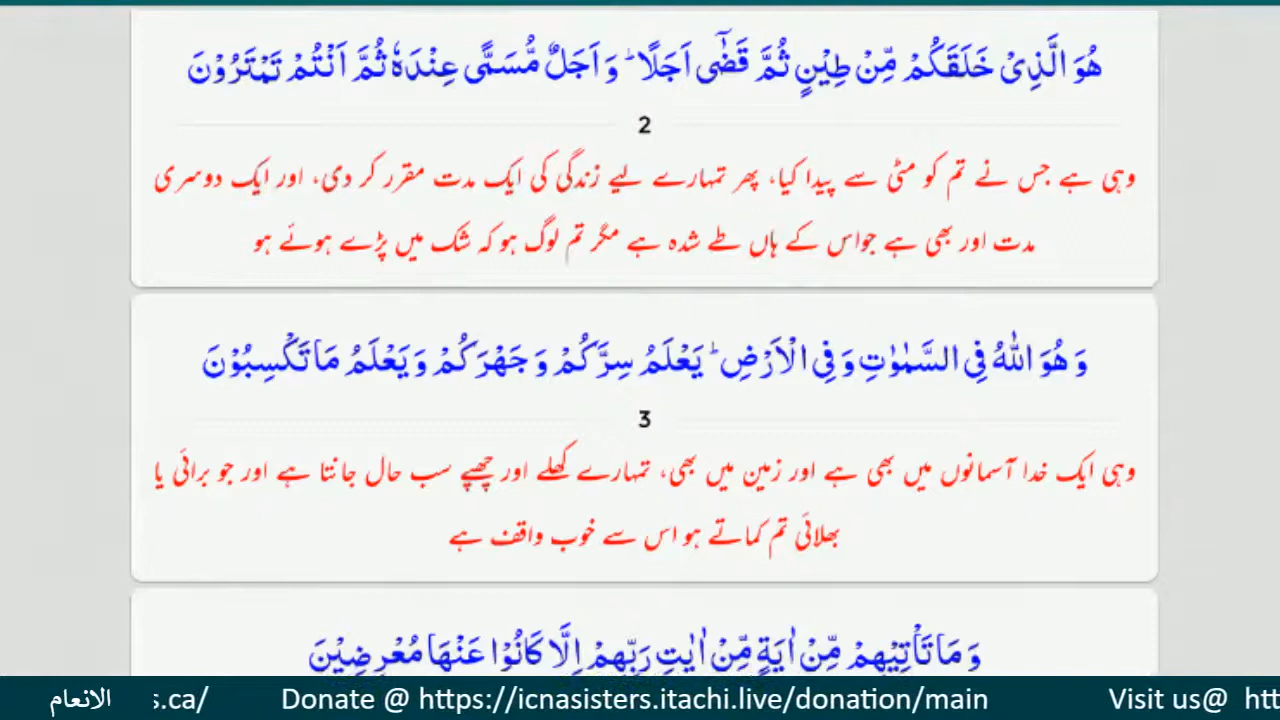 هُوَ الَّذِىْ خَلَقَكُمْ مِّنْ طِيْنٍ ثُمَّ قَضٰۤى اَجَلًا ؕ وَ اَجَلٌ مُّسَمًّى عِنْدَهٗ ثُمَّ اَنْتُمْ تَمْتَرُوْنَ
2
وہی ہے جس نے تم کو مٹی سے پیدا کیا، پھر تمہارے لیے زندگی کی ایک مدت مقرر کر دی، اور ایک دوسری
مدت اور بھی ہے جواس کے ہاں طے شدہ ہے مگر تم لوگ ہو کہ شک میں پڑے ہوئے ہو
وَ هُوَ اللّٰهُ فِى السَّمٰوٰتِ وَ فِى الْاَرْضِ ؕ يَعْلَمُ سِرَّكُمْ وَ جَهْرَكُمْ وَ يَعْلَمُ مَا تَكْسِبُوْنَ
3
وہی ایک خدا آسمانوں میں بھی ہے اور زمین میں بھی، تمہارے کھلے اور چھپے سب حال جانتا ہے اور جو برائی یا
بھلائی تم کماتے ہو اس سے خوب واقف ہے
وَ مَا تَاْتِيْهِمْ مِّنْ اٰيَةٍ مِّنْ اٰيٰتِ رَبِّهِمْ اِلَّا كَانُوْا عَنْهَا مُعْرِضِيْنَ
الانعام s.ca/ Donate @ https://icnasisters.itachi.live/donation/main Visit us@ htt